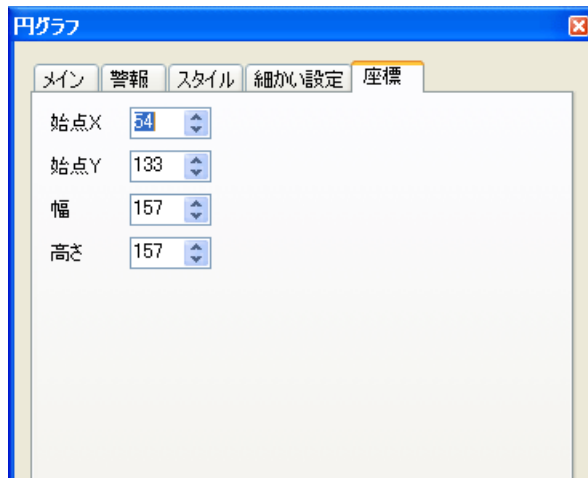 円グラフ
メイン 警報 スタイル 細かい設定 座標
始点X 54
始点Y 133
幅 157
高さ 157